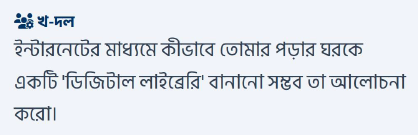 খ-দল
ইন্টারনেটের মাধ্যমে কীভাবে তোমার পড়ার ঘরকে
একটি 'ডিজিটাল লাইব্রেরি' বানানো সম্ভব তা আলোচনা
করো।